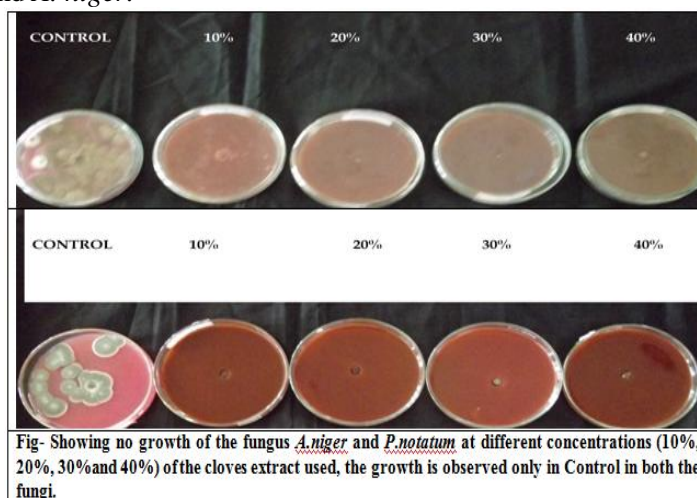 nd A. niger.
CONTROL 10% 20% 30% 40%
CONTROL 10% 20% 30% 40%
Fig- Showing no growth of the fungus A.niger and P.notatum at different concentrations (10%,
20%, 30%and 40%) of the cloves extract used, the growth is observed only in Control in both the
fungi.